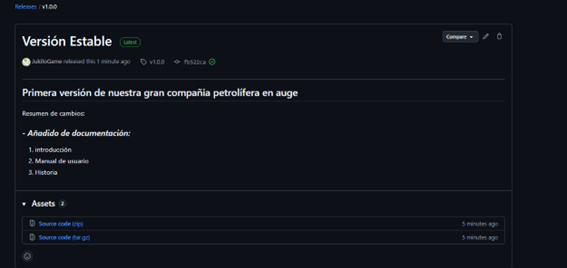 Releases / v1.0.0
Versión Estable Latest Compare
JukiloGame released this 1 minute ago v1.0.0 fb522ca
Primera versión de nuestra gran compañia petrolífera en auge
Resumen de cambios:
- Añadido de documentación:
1. introducción
2. Manual de usuario
3. Historia
Assets 2
Source code (zip) 5 minutes ago
Source code (tar.gz) 5 minutes ago